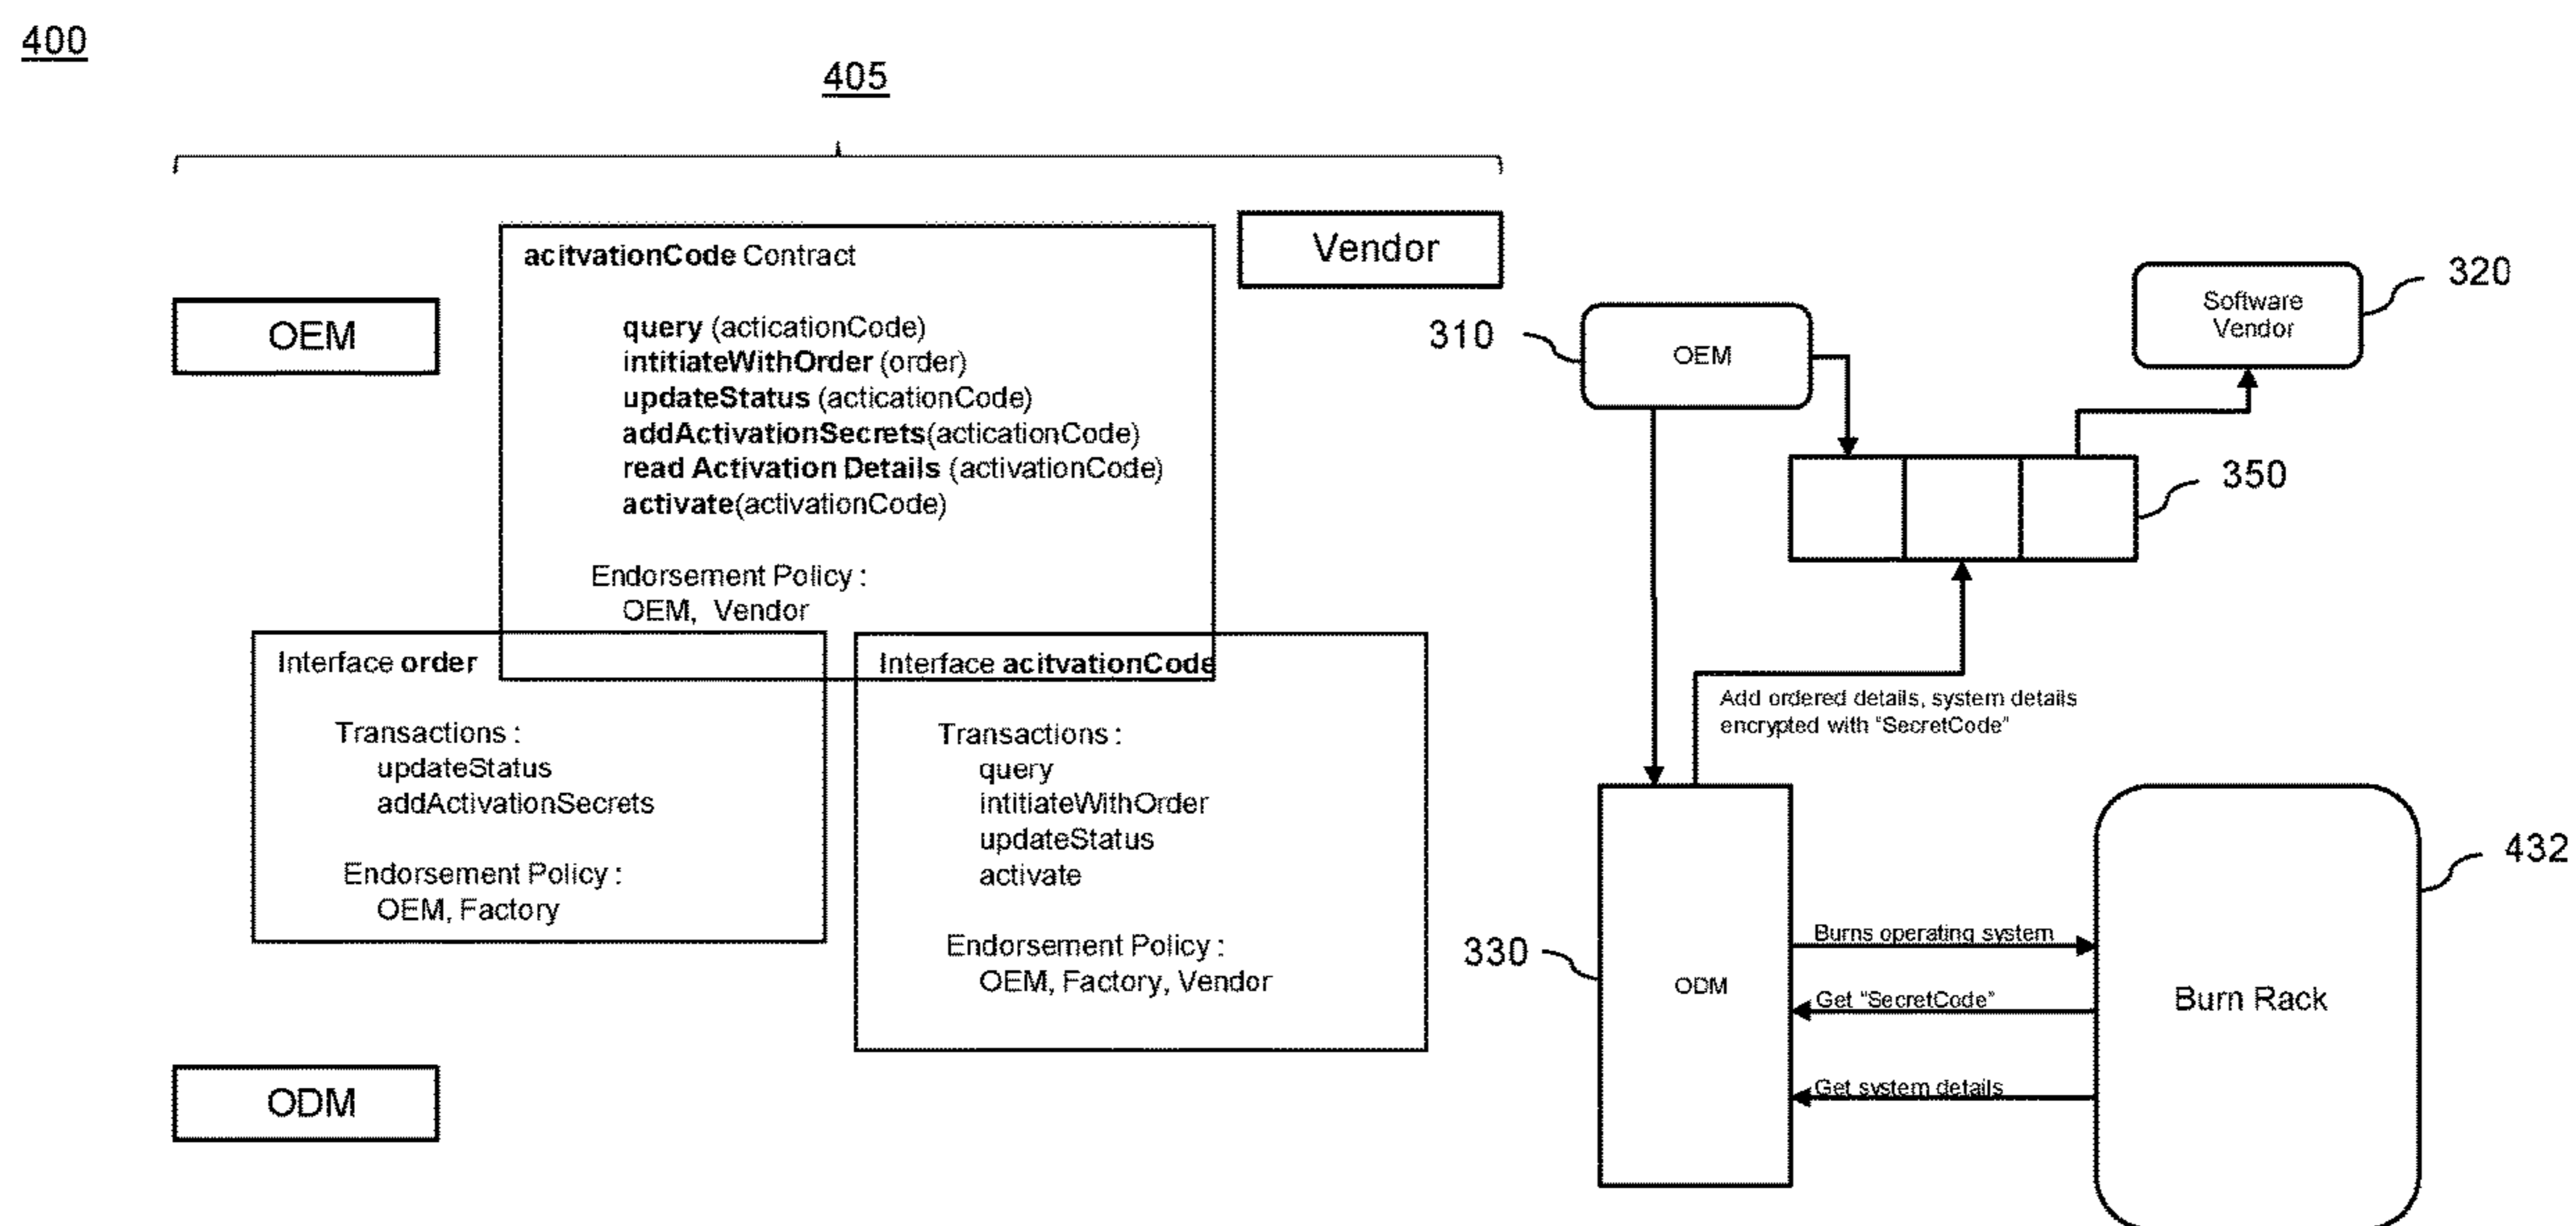 400
405
OEM
acitvationCode Contract
query (acticationCode)
intitiateWithOrder (order)
updateStatus (acticationCode)
addActivationSecrets(acticationCode)
read Activation Details (activationCode)
activate(activationCode)
Endorsement Policy :
OEM, Vendor
Vendor
Interface order
Transactions :
updateStatus
addActivationSecrets
Endorsement Policy :
OEM, Factory
Interface acitvationCode
Transactions :
query
intitiateWithOrder
updateStatus
activate
Endorsement Policy :
OEM, Factory, Vendor
ODM
310
OEM
Software
Vendor
320
350
Add ordered details, system details
encrypted with "SecretCode"
330
ODM
Burns operating system
Get "SecretCode"
Get system details
Burn Rack
432